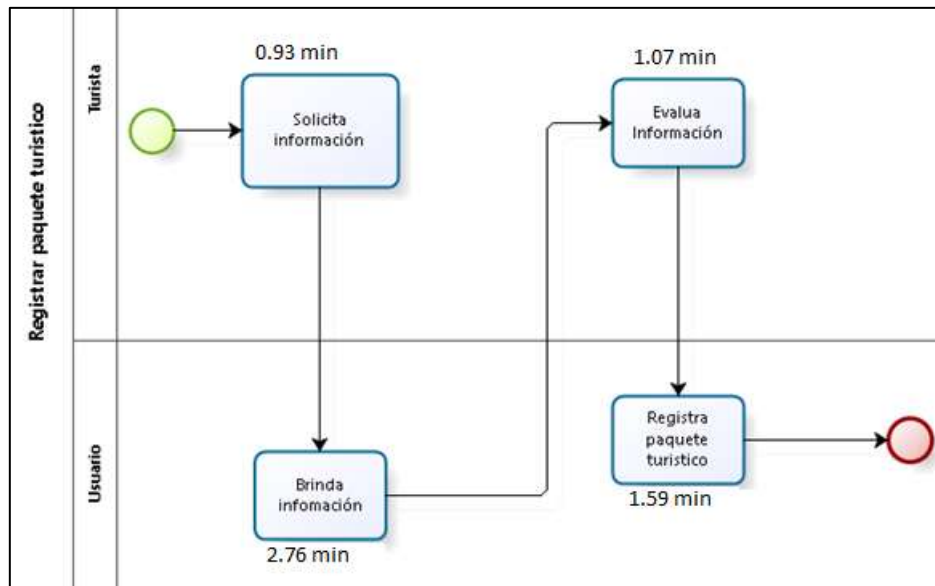 Registrar paquete turistico
Turista
0.93 min
Solicita
información
1.07 min
Evalua
Información
Usuario
Brinda
infomación
2.76 min
Registra
paquete
turistico
1.59 min